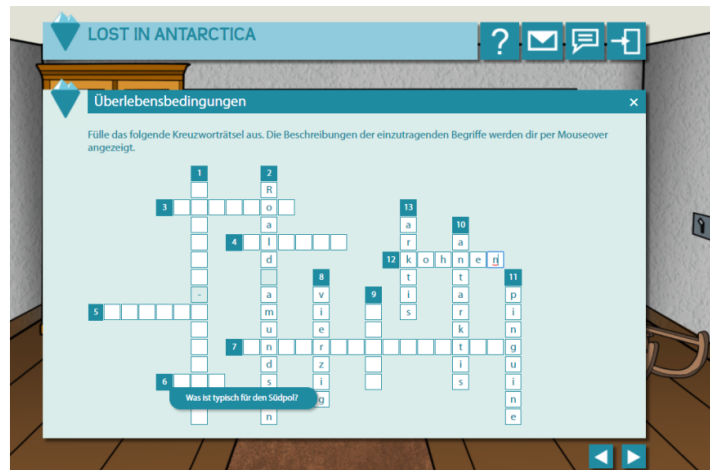 LOST IN ANTARCTICA ?
Überlebensbedingungen ×
Fülle das folgende Kreuzworträtsel aus. Die Beschreibungen der einzutragenden Begriffe werden dir per Mouseover
angezeigt.
1 2
R
3 o 13
a a 10
4 l r a
d 12 k o h n e n
8 t t 11
- a v 9 i a p
5 m i s r i
u e k n
7 n r t g
d z i u
6 s i s i
Was ist typisch für den Südpol? g n
n e